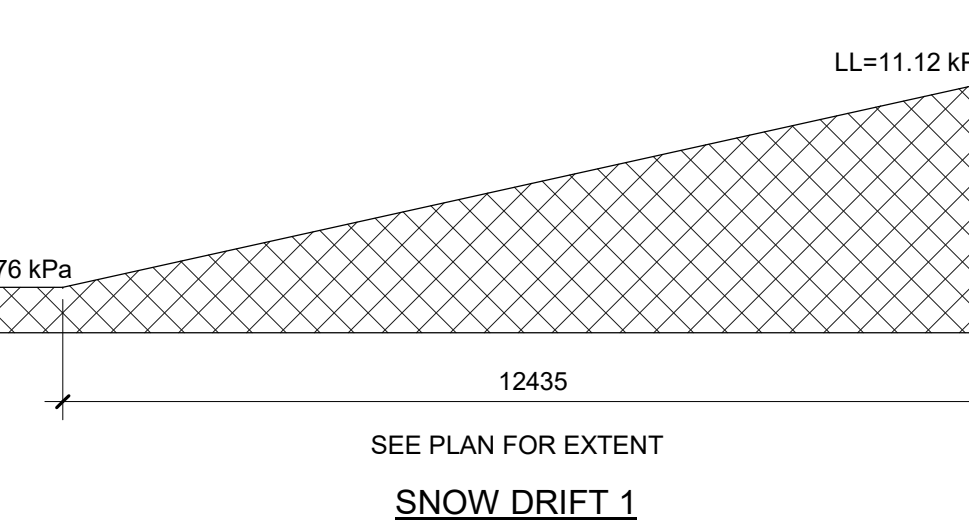 LL=11.12 kP
76 kPa
12435
SEE PLAN FOR EXTENT
SNOW DRIFT 1